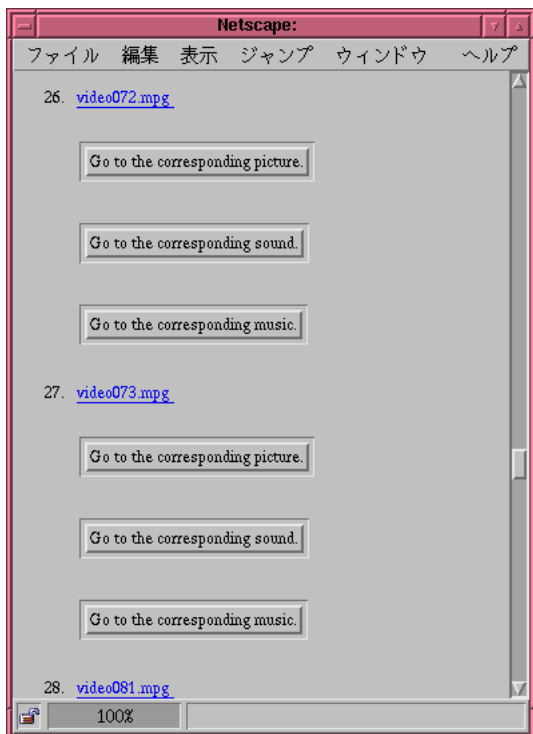 Netscape:
ファイル 編集 表示 ジャンプ ウィンドウ ヘルプ
26. video072.mpg
Go to the corresponding picture.
Go to the corresponding sound.
Go to the corresponding music.
27. video073.mpg
Go to the corresponding picture.
Go to the corresponding sound.
Go to the corresponding music.
28. video081.mpg
100%